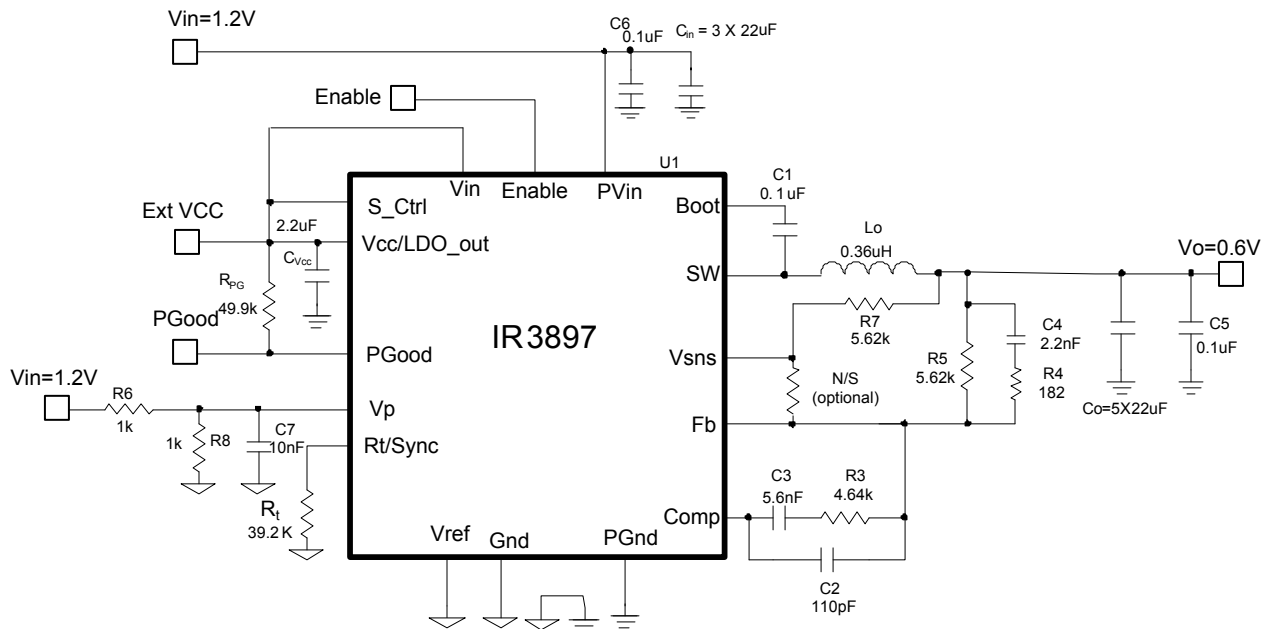 Vin=1.2V
C6
0.1uF
Cin = 3 X 22uF
Enable
U1
Vin
Enable
PVin
C1
0.1uF
Boot
S_Ctrl
Ext VCC
2.2uF
Vcc/LDO_out
CVcc
Lo
0.36uH
Vo=0.6V
SW
RPG
49.9k
R7
5.62k
C4
2.2nF
C5
0.1uF
PGood
IR3897
Vsns
R5
5.62k
R4
182
PGood
N/S
(optional)
Co=5X22uF
Vin=1.2V
R6
1k
Vp
Fb
1k
R8
C7
10nF
Rt/Sync
C3
5.6nF
R3
4.64k
Rt
39.2 K
Comp
Vref
Gnd
PGnd
C2
110pF